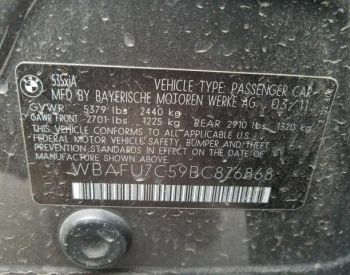 535xiA
VEHICLE TYPE PASSENGER CAR
MFD BY BAYERISCHE MOTOREN WERKE AG 03/11
GVWR 5379 lbs 2440 kg
GAWR FRONT 2701 lbs 1225 kg REAR 2910 lbs 1320 kg
THIS VEHICLE CONFORMS TO ALL APPLICABLE U.S.
FEDERAL MOTOR VEHICLE SAFETY, BUMPER AND THEFT
PREVENTION STANDARDS IN EFFECT ON THE DATE
OF MANUFACTURE SHOWN ABOVE
WBAFU7C59BC876868